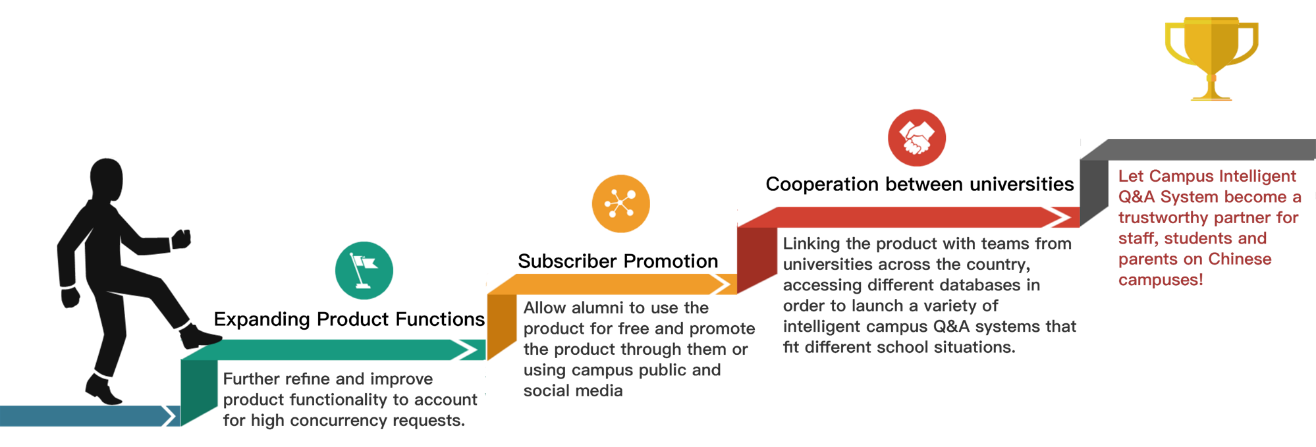 Expanding Product Functions
Further refine and improve
product functionality to account
for high concurrency requests.
Subscriber Promotion
Allow alumni to use the
product for free and promote
the product through them or
using campus public and
social media
Cooperation between universities
Linking the product with teams from
universities across the country,
accessing different databases in
order to launch a variety of
intelligent campus Q&A systems that
fit different school situations.
Let Campus Intelligent
Q&A System become a
trustworthy partner for
staff, students and
parents on Chinese
campuses!